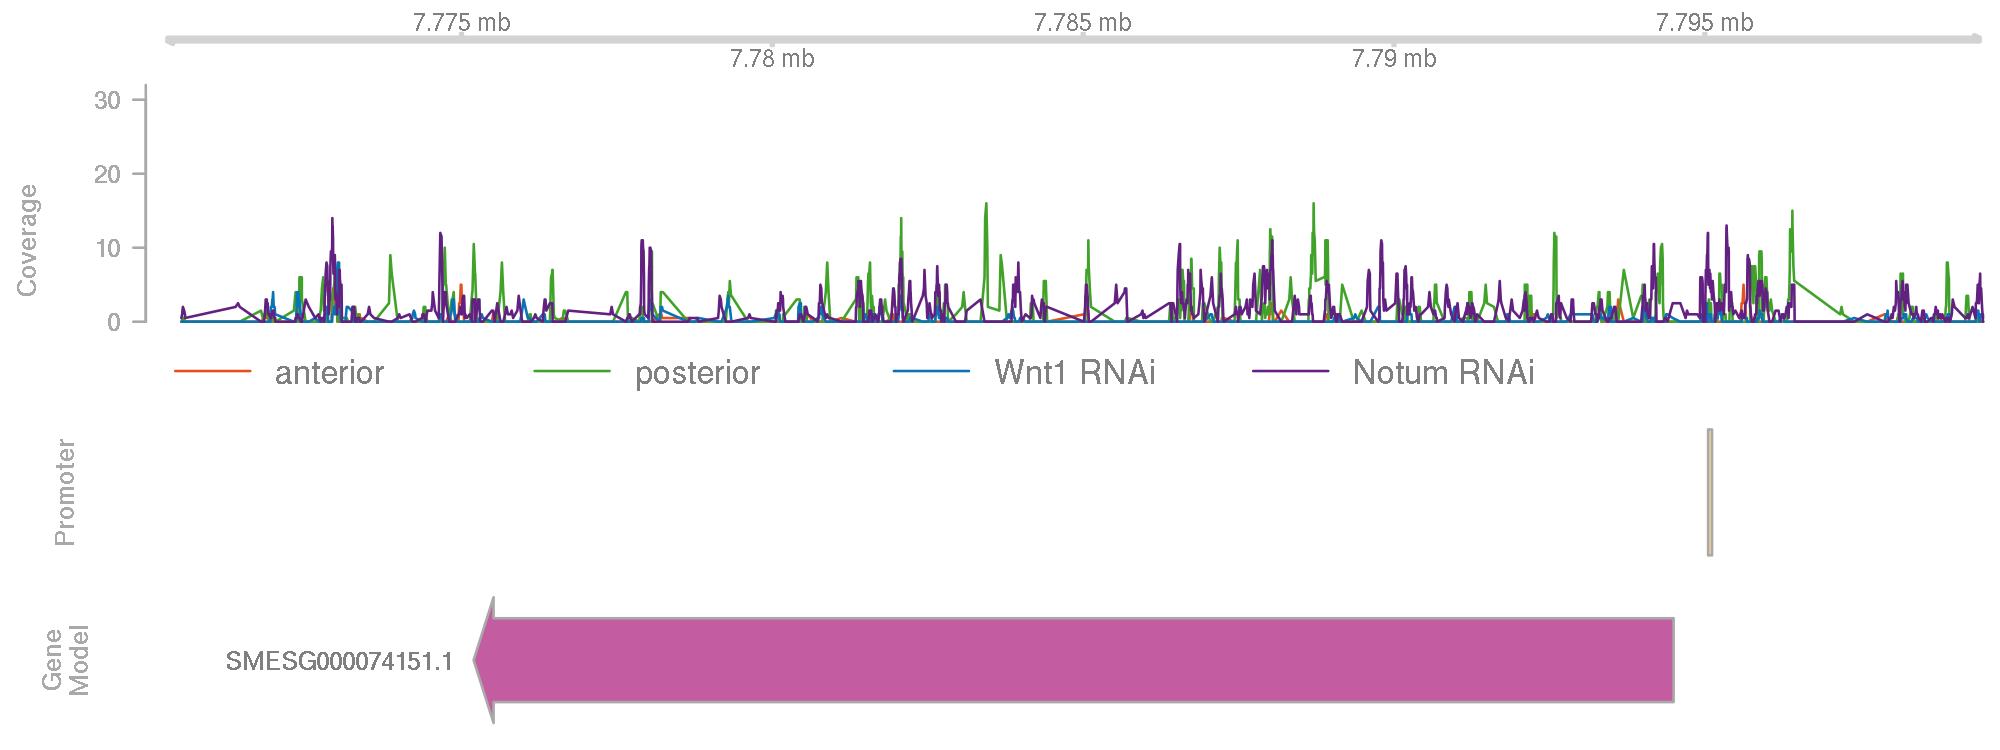 7.775 mb
7.785 mb
7.795 mb
7.78 mb
7.79 mb
Coverage
30
20
10
0
anterior
posterior
Wnt1 RNAi
Notum RNAi
Promoter
Gene
Model
SMESG000074151.1